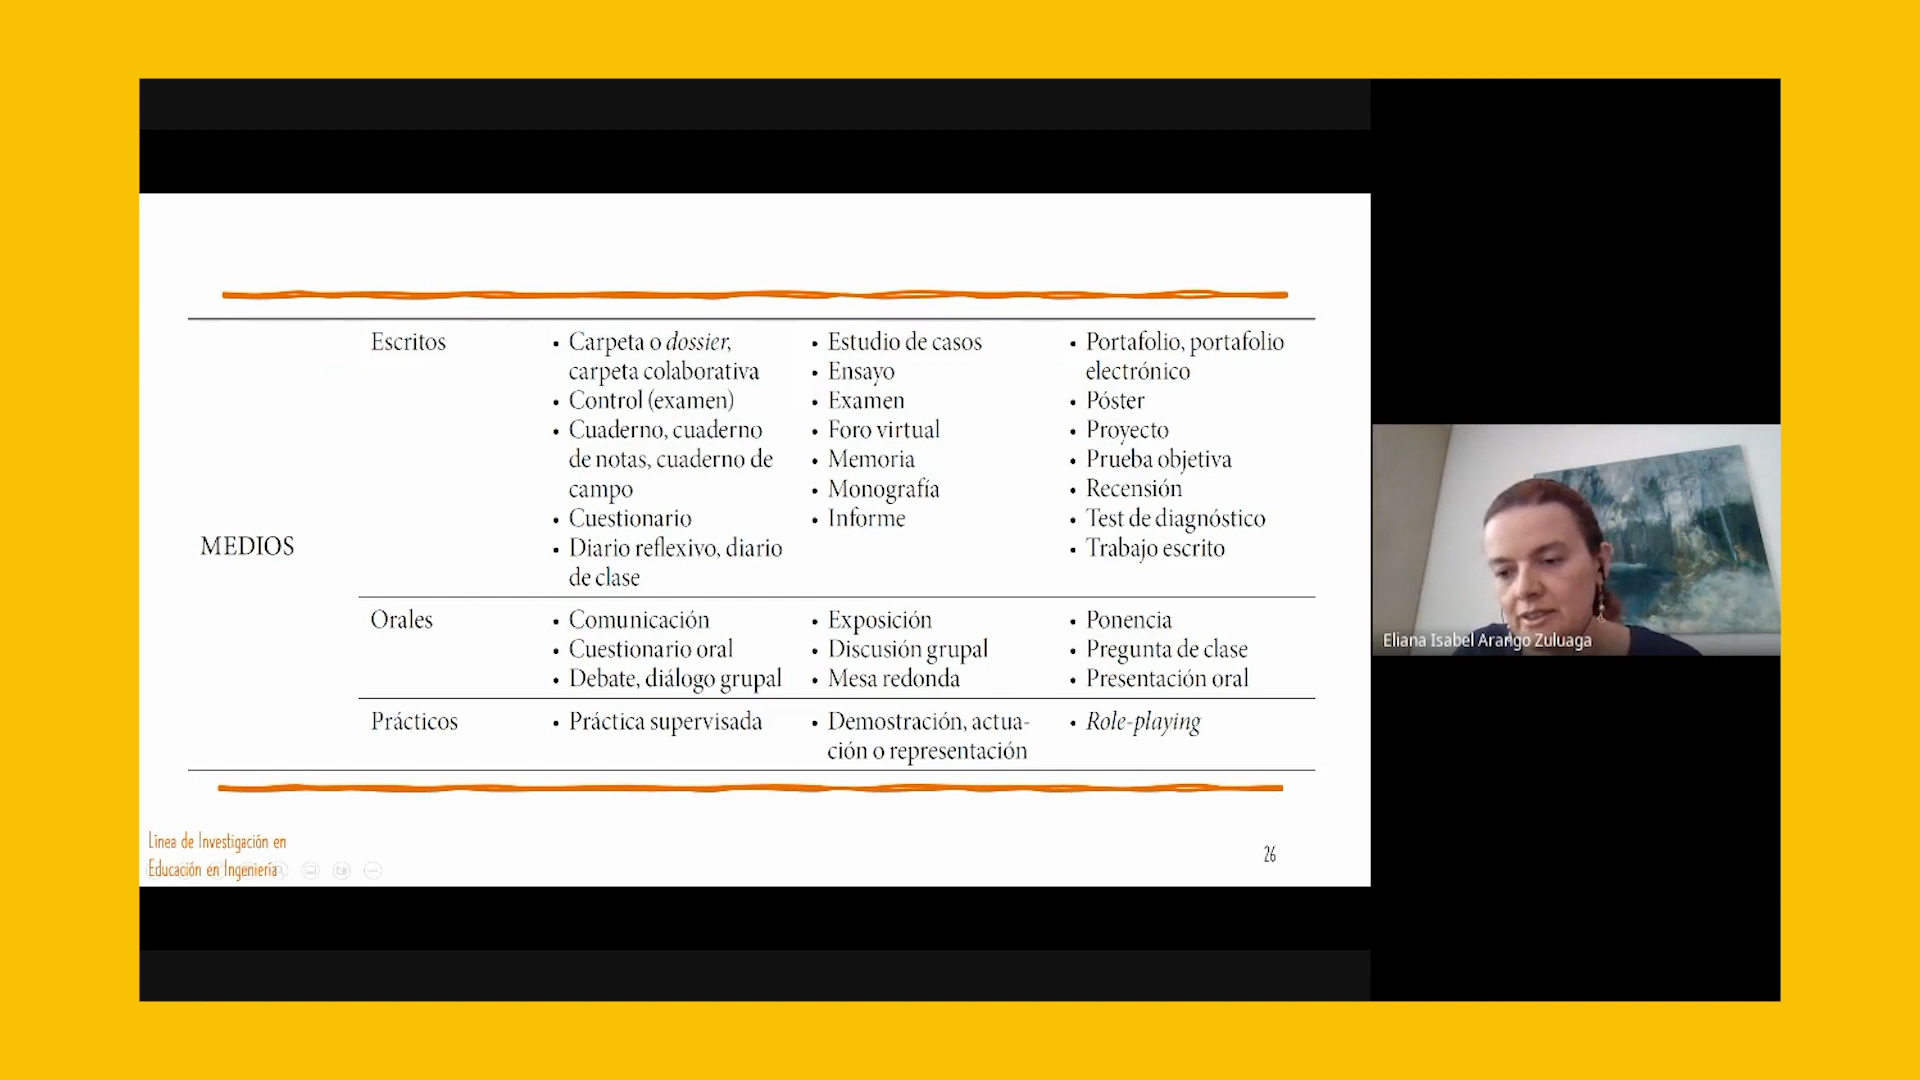 Escritos
• Carpeta o dossier,
carpeta colaborativa
• Control (examen)
• Cuaderno, cuaderno
de notas, cuaderno de
campo
• Cuestionario
• Diario reflexivo, diario
de clase
• Estudio de casos
• Ensayo
• Examen
• Foro virtual
• Memoria
• Monografía
• Informe
• Portafolio, portafolio
electrónico
• Póster
• Proyecto
• Prueba objetiva
• Recensión
• Test de diagnóstico
• Trabajo escrito
MEDIOS
Orales
• Comunicación
• Cuestionario oral
• Debate, diálogo grupal
• Exposición
• Discusión grupal
• Mesa redonda
• Ponencia
• Pregunta de clase
• Presentación oral
Prácticos
• Práctica supervisada
• Demostración, actua-
ción o representación
• Role-playing
Línea de Investigación en
Educación en Ingeniería
26
Eliana Isabel Arango Zuluaga